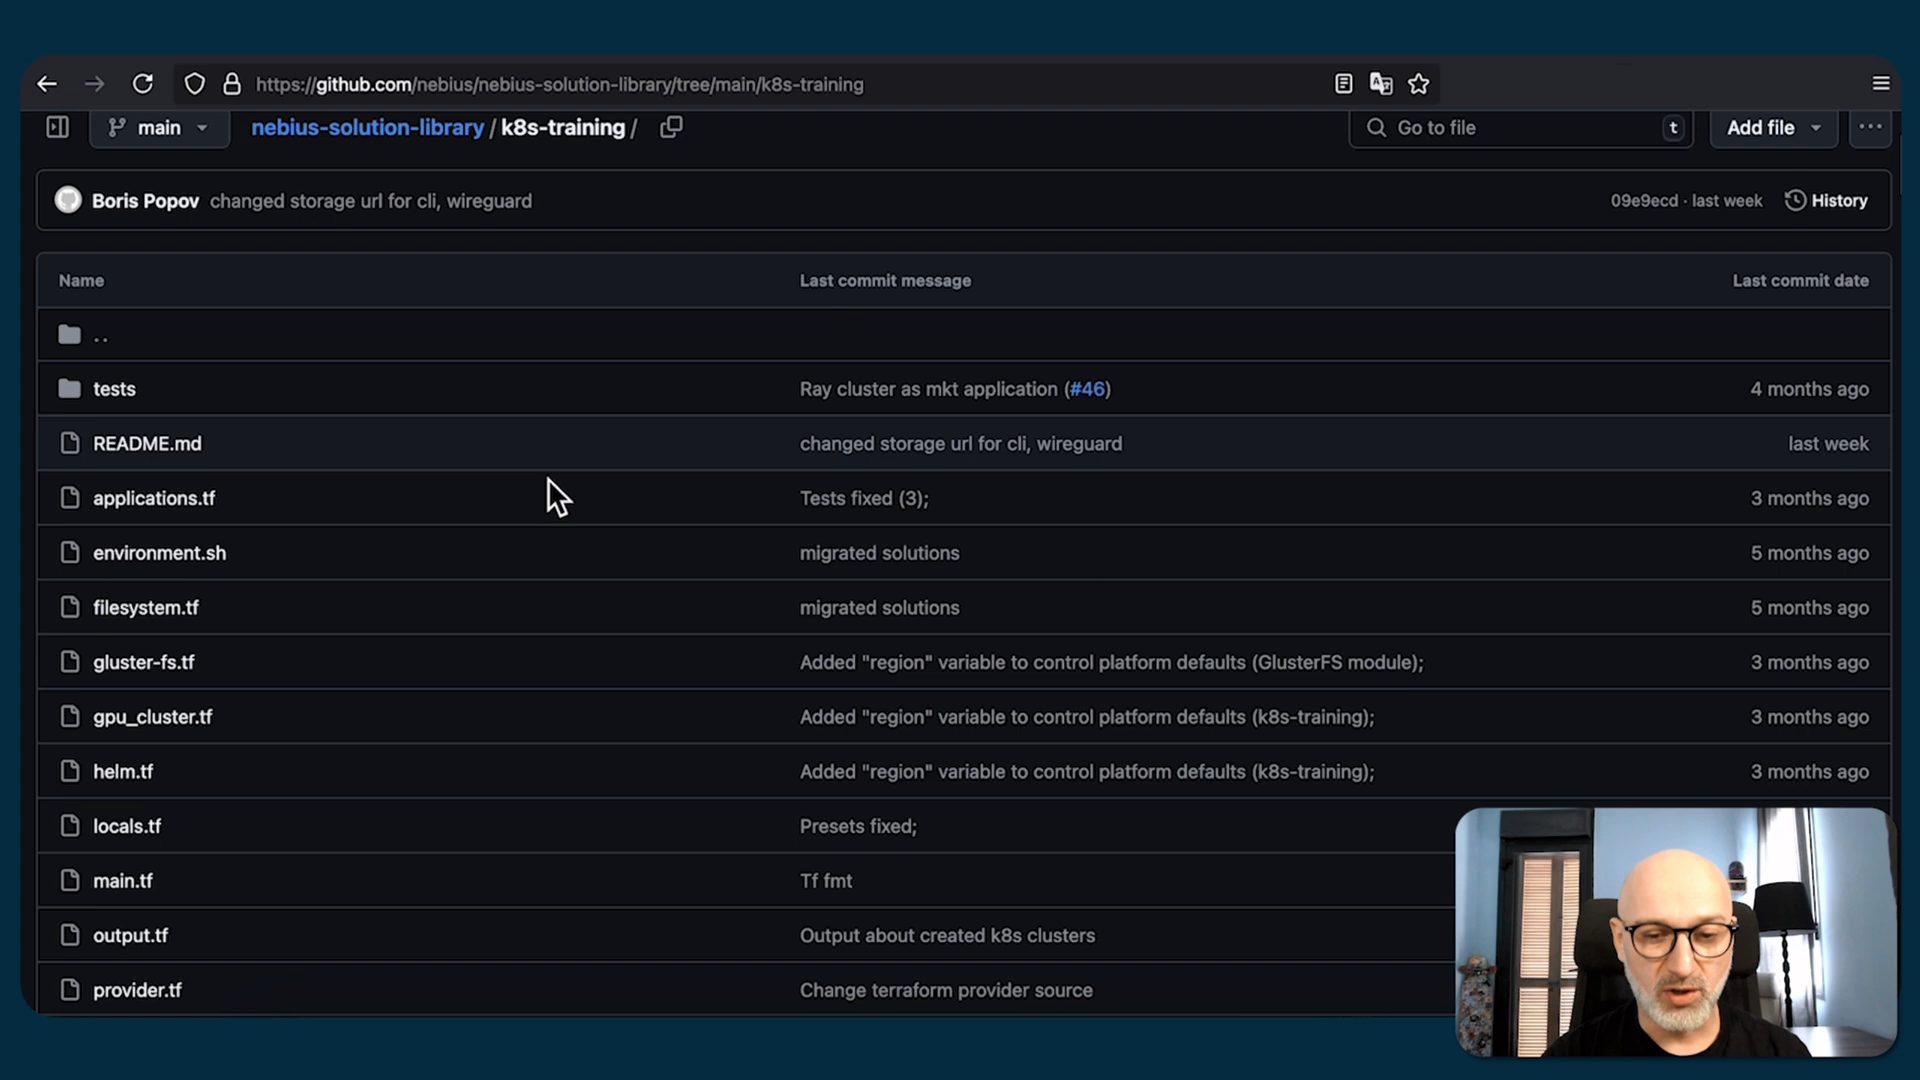 https://github.com/nebius/nebius-solution-library/tree/main/k8s-training
main nebius-solution-library / k8s-training / Go to file t Add file
Boris Popov changed storage url for cli, wireguard 09e9ecd · last week History
Name Last commit message Last commit date
..
tests Ray cluster as mkt application (#46) 4 months ago
README.md changed storage url for cli, wireguard last week
applications.tf Tests fixed (3); 3 months ago
environment.sh migrated solutions 5 months ago
filesystem.tf migrated solutions 5 months ago
gluster-fs.tf Added "region" variable to control platform defaults (GlusterFS module); 3 months ago
gpu_cluster.tf Added "region" variable to control platform defaults (k8s-training); 3 months ago
helm.tf Added "region" variable to control platform defaults (k8s-training); 3 months ago
locals.tf Presets fixed;
main.tf Tf fmt
output.tf Output about created k8s clusters
provider.tf Change terraform provider source